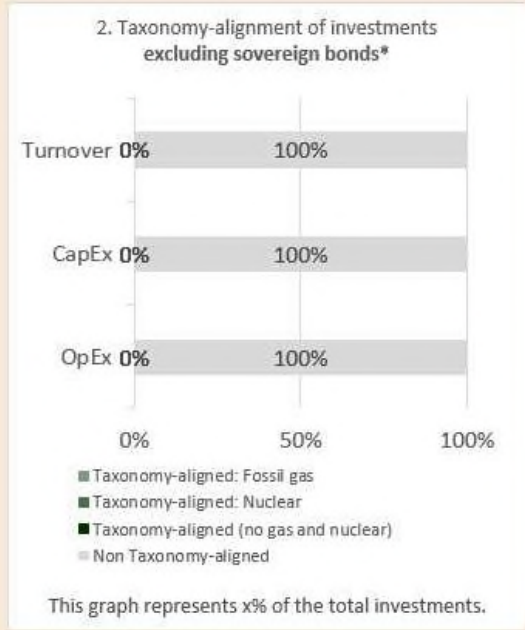 2. Taxonomy-alignment of investments
excluding sovereign bonds*
Turnover 0% 100%
CapEx 0% 100%
OpEx 0% 100%
0% 50% 100%
Taxonomy-aligned: Fossil gas
Taxonomy-aligned: Nuclear
Taxonomy-aligned (no gas and nuclear)
Non Taxonomy-aligned
This graph represents x% of the total investments.